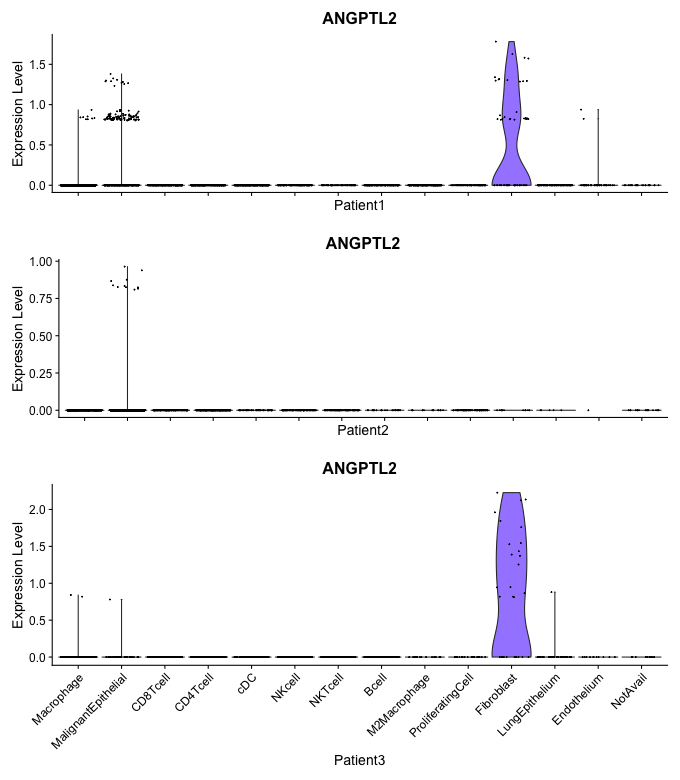 ANGPTL2
Expression Level
1.5
1.0
0.5
0.0
Patient1
ANGPTL2
Expression Level
1.00
0.75
0.50
0.25
0.00
Patient2
ANGPTL2
Expression Level
2.0
1.5
1.0
0.5
0.0
Macrophage
MalignantEpithelial
CD8Tcell
CD4Tcell
cDC
NKcell
NKTcell
Bcell
M2Macrophage
ProliferatingCell
Fibroblast
LungEpithelium
Endothelium
NotAvail
Patient3